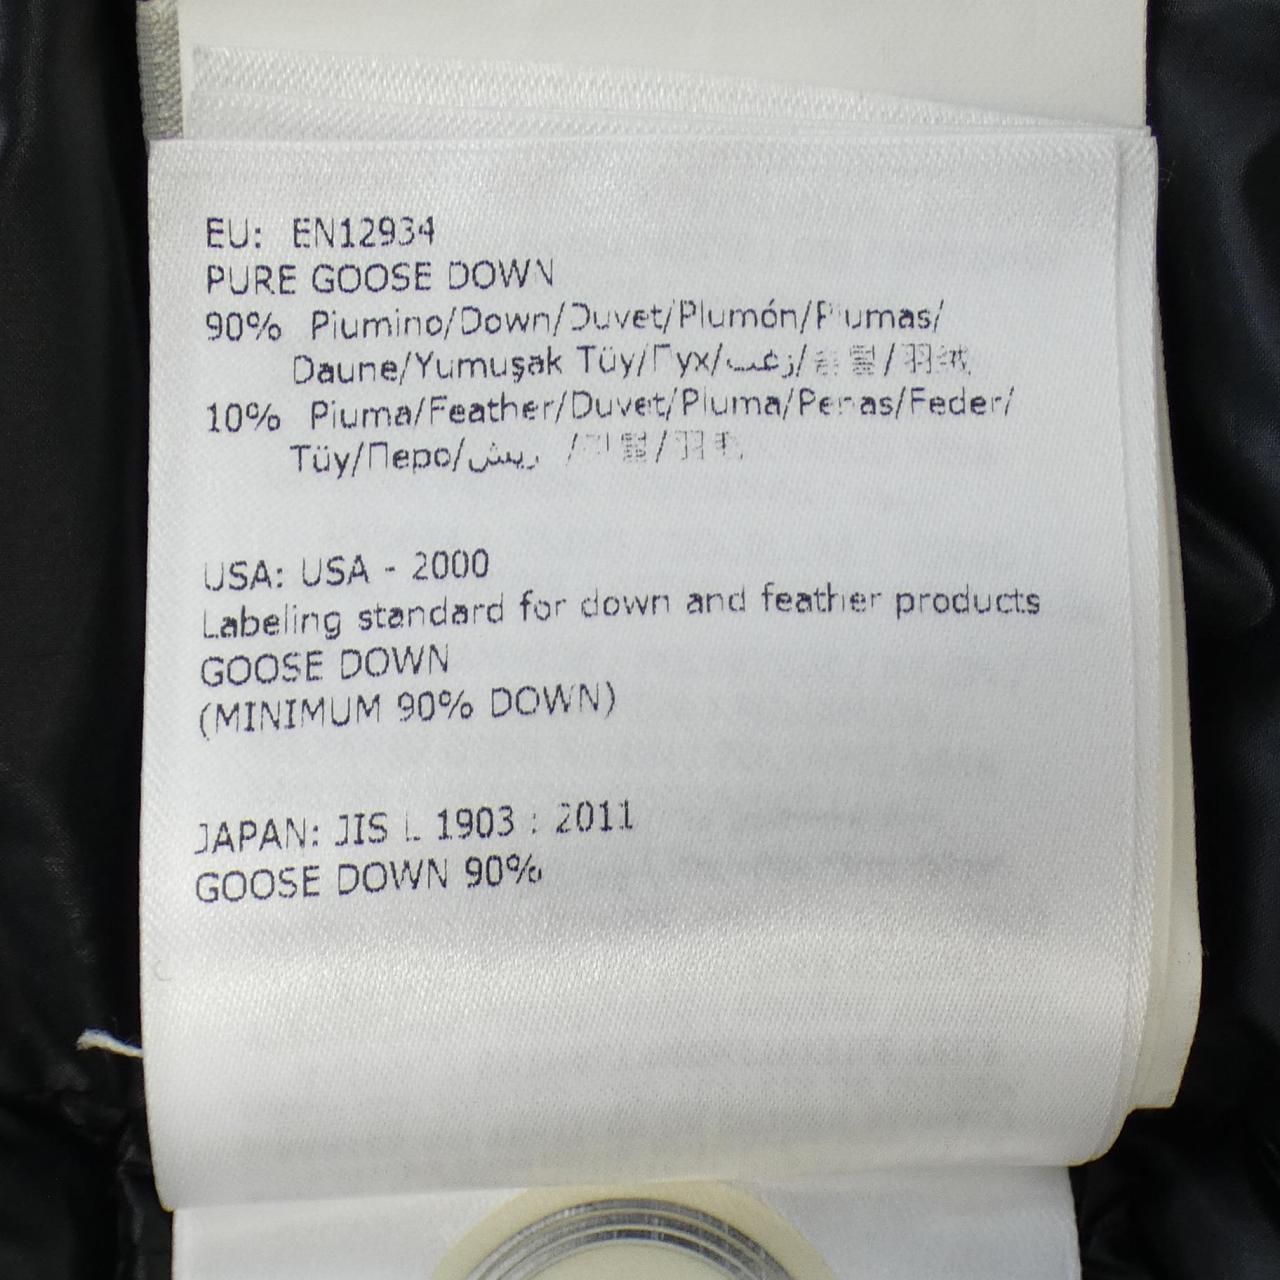 EU: EN12934
PURE GOOSE DOWN
90% Piumino/Down/Duvet/Plumón/Plumas/
Daune/Yumuşak Tüy/Пух/زغب/羽绒
10% Piuma/Feather/Duvet/Pluma/Penas/Feder/
Tüy/Перо/ريش/羽毛
USA: USA - 2000
Labeling standard for down and feather products
GOOSE DOWN
(MINIMUM 90% DOWN)
JAPAN: JIS L 1903 : 2011
GOOSE DOWN 90%